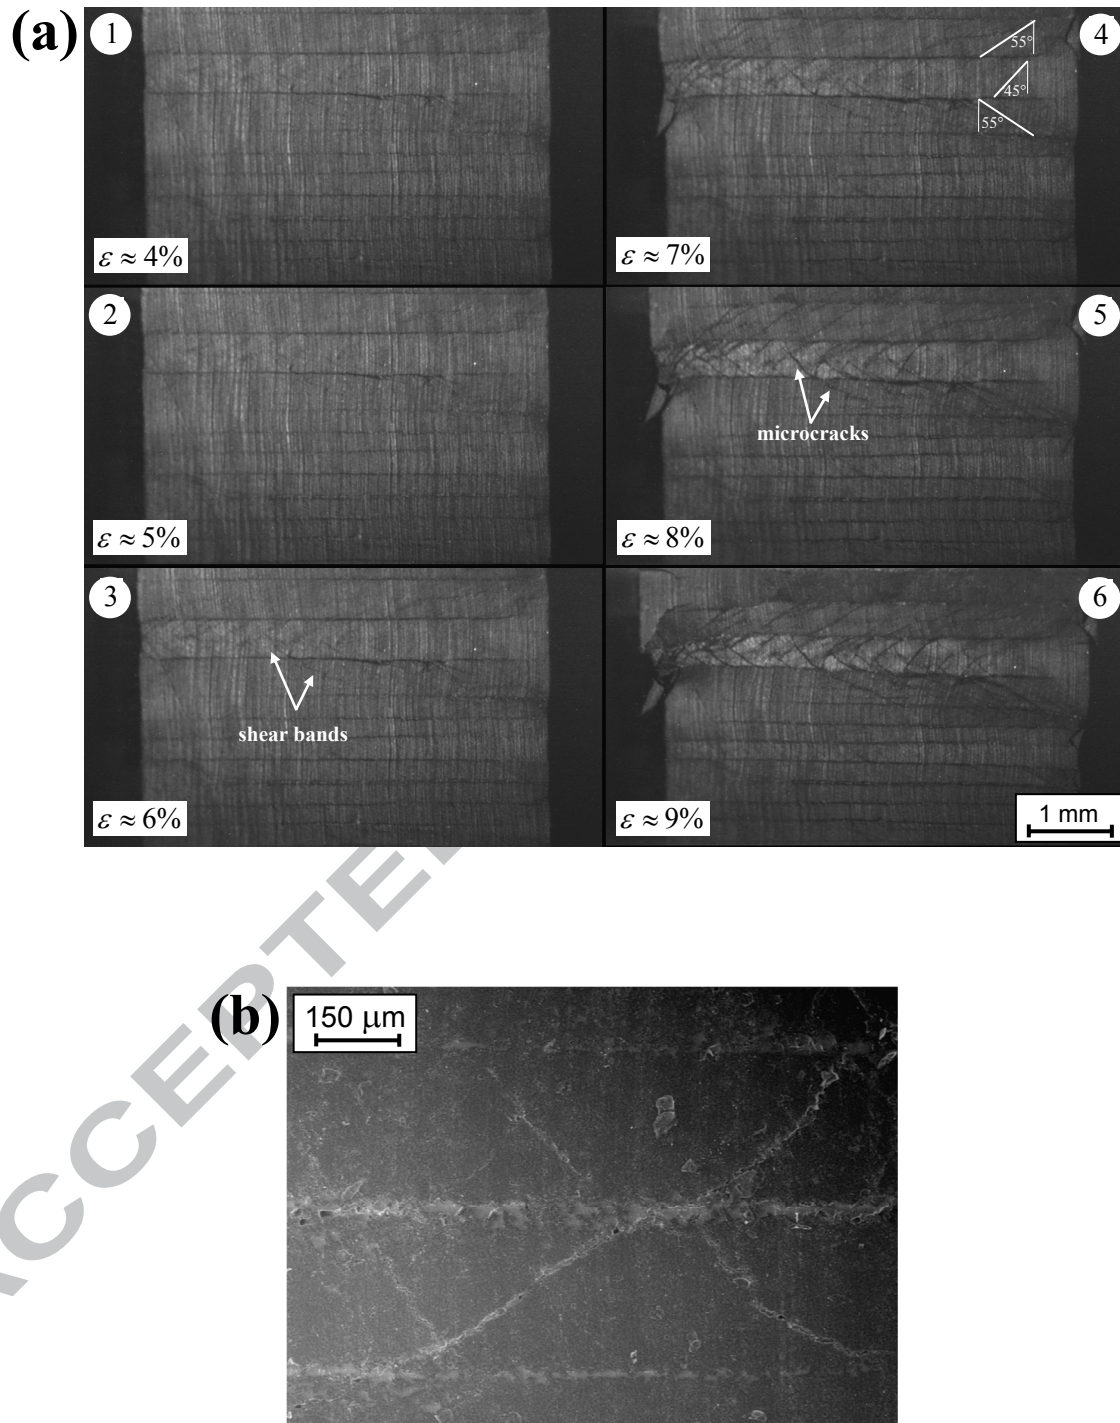 (a)
1
ε ≈ 4%
2
ε ≈ 5%
3
shear bands
ε ≈ 6%
4
55°
45°
55°
ε ≈ 7%
5
microcracks
ε ≈ 8%
6
ε ≈ 9%
1 mm
ACCEPTE
(b)
150 μm